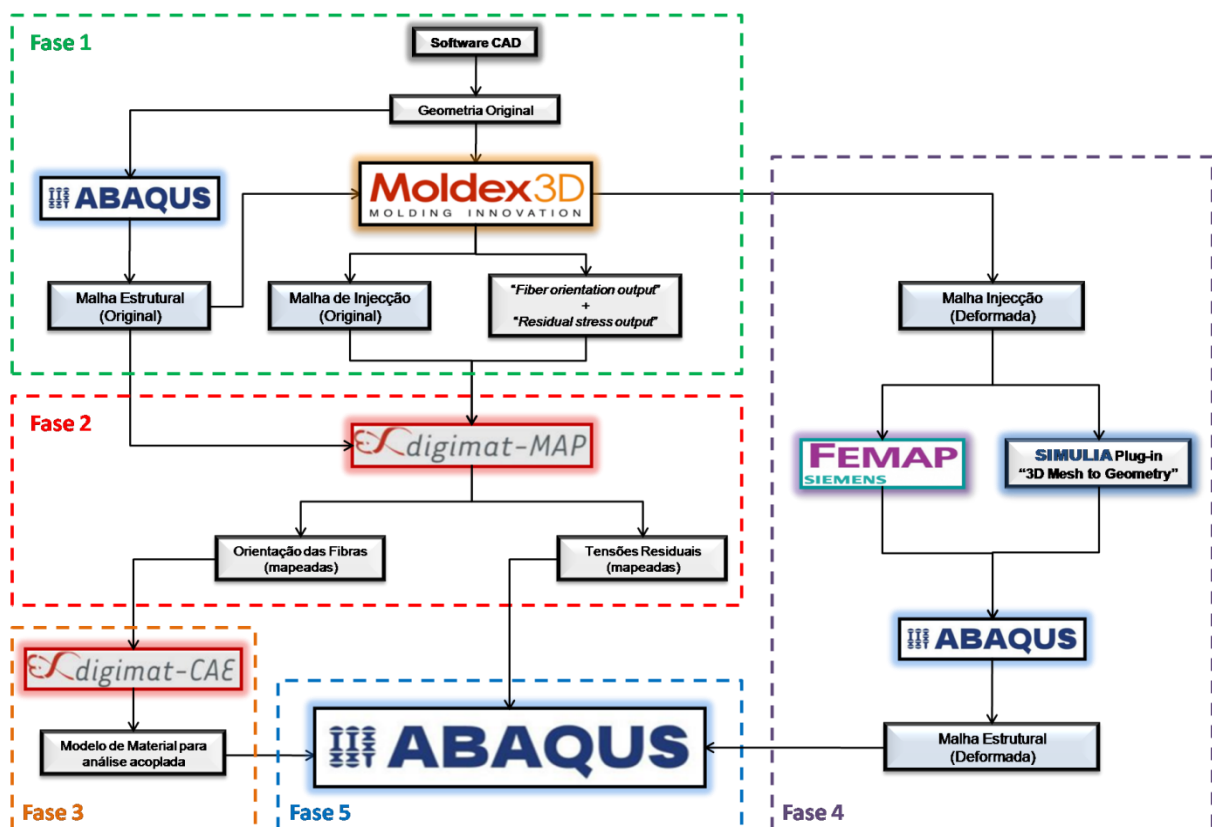 Fase 1
Software CAD
Geometria Original
ABAQUS
Moldex3D
MOLDING INNOVATION
Malha Estrutural
(Original)
Malha de Injecção
(Original)
"Fiber orientation output"
+
"Residual stress output"
Fase 2
digimat-MAP
Orientação das Fibras
(mapeadas)
Tensões Residuais
(mapeadas)
digimat-CAE
Modelo de Material para
análise acoplada
Fase 3
ABAQUS
Fase 5
Malha Injecção
(Deformada)
FEMAP
SIEMENS
SIMULIA Plug-in
“3D Mesh to Geometry”
ABAQUS
Malha Estrutural
(Deformada)
Fase 4